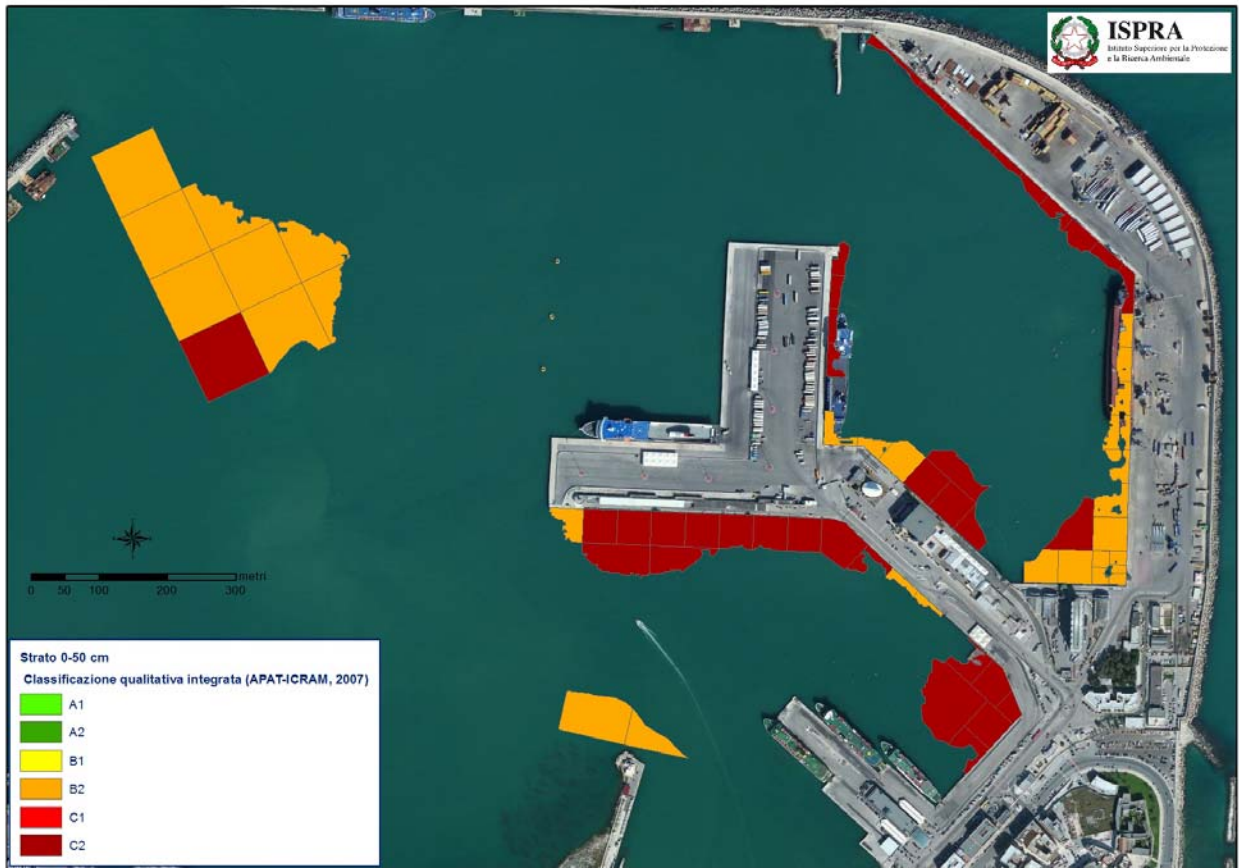 ISPRA
Istituto Superiore per la Protezione
e la Ricerca Ambientale
metri
0 50 100 200 300
Strato 0-50 cm
Classificazione qualitativa integrata (APAT-ICRAM, 2007)
A1
A2
B1
B2
C1
C2